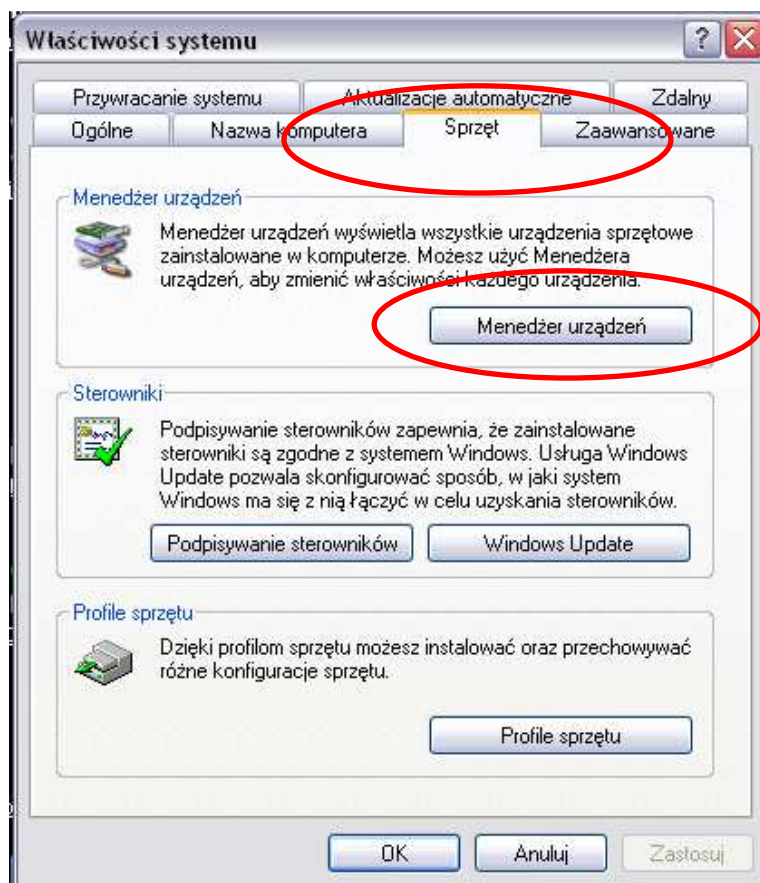 Właściwości systemu
Przywracanie systemu Aktualizacje automatyczne Zdalny
Ogólne Nazwa komputera Sprzęt Zaawansowane
Menedżer urządzeń
Menedżer urządzeń wyświetla wszystkie urządzenia sprzętowe
zainstalowane w komputerze. Możesz użyć Menedżera
urządzeń, aby zmienić właściwości każdego urządzenia.
Menedżer urządzeń
Sterowniki
Podpisywanie sterowników zapewnia, że zainstalowane
sterowniki są zgodne z systemem Windows. Usługa Windows
Update pozwala skonfigurować sposób, w jaki system
Windows ma się z nią łączyć w celu uzyskania sterowników.
Podpisywanie sterowników Windows Update
Profile sprzętu
Dzięki profilom sprzętu możesz instalować oraz przechowywać
różne konfiguracje sprzętu.
Profile sprzętu
OK Anuluj Zastosuj